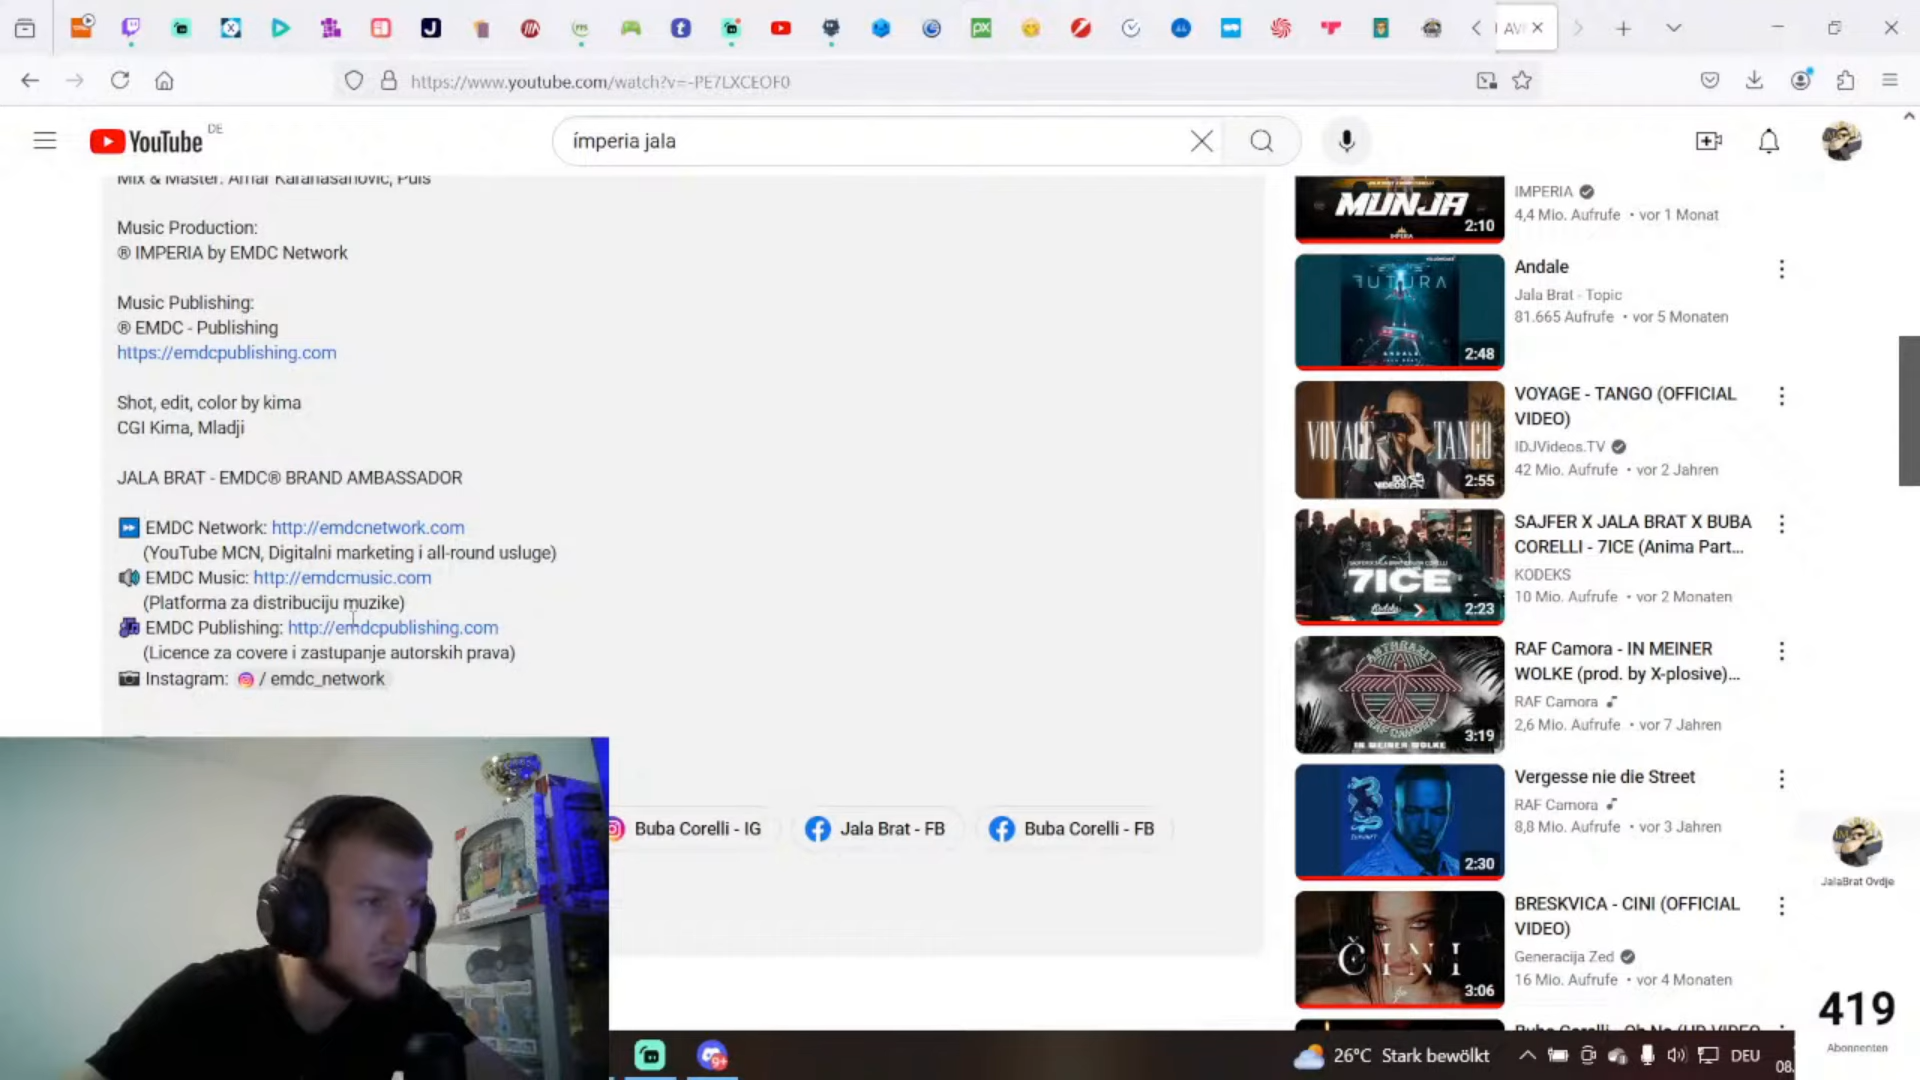 https://www.youtube.com/watch?v=-PE7LXCEOF0
YouTube DE
ímperia jala
Mix & Master: Amar Karahasanovic, Puls
Music Production:
® IMPERIA by EMDC Network
Music Publishing:
® EMDC - Publishing
https://emdcpublishing.com
Shot, edit, color by kima
CGI Kima, Mladji
JALA BRAT - EMDC® BRAND AMBASSADOR
EMDC Network: http://emdcnetwork.com
(YouTube MCN, Digitalni marketing i all-round usluge)
EMDC Music: http://emdcmusic.com
(Platforma za distribuciju muzike)
EMDC Publishing: http://emdcpublishing.com
(Licence za covere i zastupanje autorskih prava)
Instagram: / emdc_network
Buba Corelli - IG
Jala Brat - FB
Buba Corelli - FB
MUNJA
2:10
IMPERIA
4,4 Mio. Aufrufe • vor 1 Monat
FUTURA
ANDALE
2:48
Andale
Jala Brat - Topic
81.665 Aufrufe • vor 5 Monaten
VOYAGE TANGO
2:55
VOYAGE - TANGO (OFFICIAL
VIDEO)
IDJVideos.TV
42 Mio. Aufrufe • vor 2 Jahren
7ICE
2:23
SAJFER X JALA BRAT X BUBA
CORELLI - 7ICE (Anima Part...
KODEKS
10 Mio. Aufrufe • vor 2 Monaten
ANTHRAZIT
RAF CAMORA
IN MEINER WOLKE
3:19
RAF Camora - IN MEINER
WOLKE (prod. by X-plosive)...
RAF Camora
2,6 Mio. Aufrufe • vor 7 Jahren
2:30
Vergesse nie die Street
RAF Camora
8,8 Mio. Aufrufe • vor 3 Jahren
ČINI
3:06
BRESKVICA - CINI (OFFICIAL
VIDEO)
Generacija Zed
16 Mio. Aufrufe • vor 4 Monaten
JalaBrat Ovdje
419
Abonnenten
26°C Stark bewölkt
DEU
08.